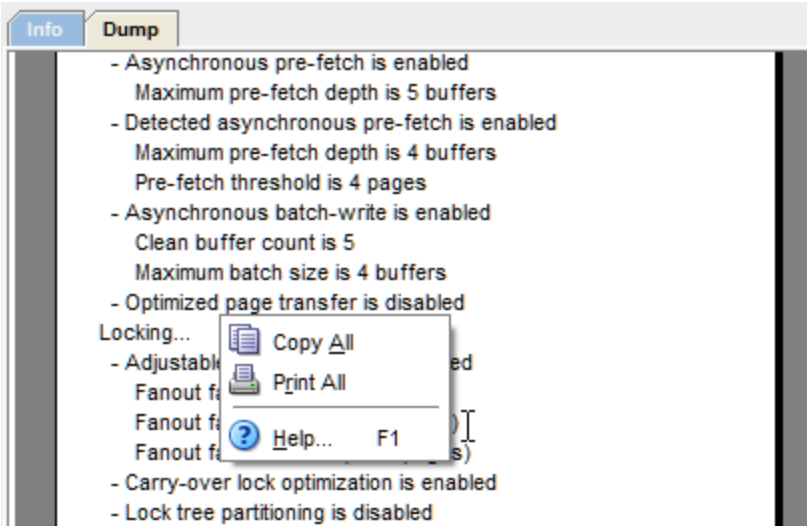 Info Dump
- Asynchronous pre-fetch is enabled
Maximum pre-fetch depth is 5 buffers
- Detected asynchronous pre-fetch is enabled
Maximum pre-fetch depth is 4 buffers
Pre-fetch threshold is 4 pages
- Asynchronous batch-write is enabled
Clean buffer count is 5
Maximum batch size is 4 buffers
- Optimized page transfer is disabled
Locking...
Copy All
- Adjustable
Print All
Fanout
Fanout
Help... F1
Fanout
- Carry-over lock optimization is enabled
- Lock tree partitioning is disabled